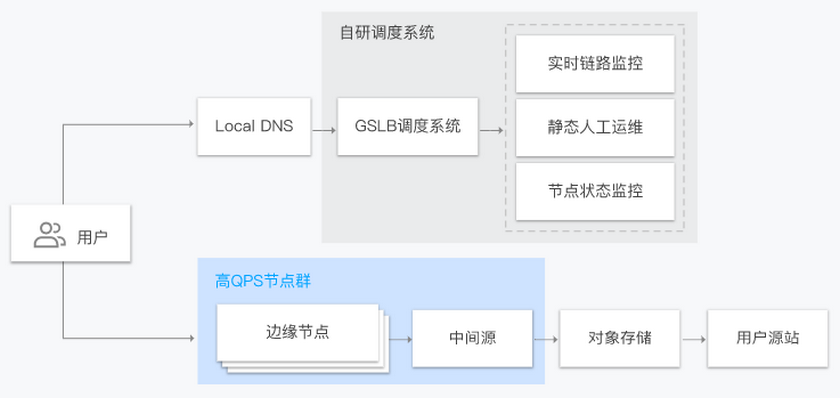 自研调度系统
实时链路监控
Local DNS
GSLB调度系统
静态人工运维
节点状态监控
用户
高QPS节点群
边缘节点
中间源
对象存储
用户源站